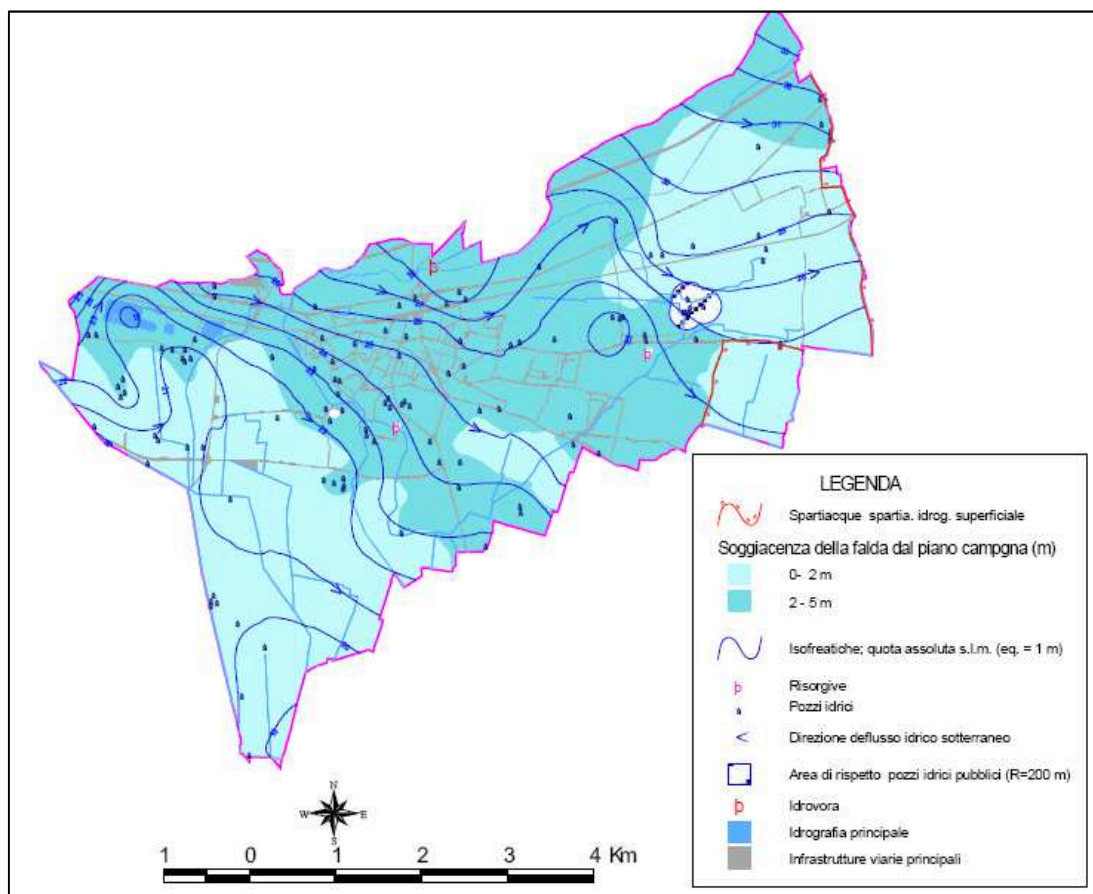 N
W E
S
1 0 1 2 3 4 Km
LEGENDA
Spartiacque spartia. idrog. superficiale
Soggiacenza della falda dal piano campgna (m)
0- 2 m
2 - 5 m
Isofreatiche; quota assoluta s.l.m. (eq. = 1 m)
Risorgive
Pozzi idrici
Direzione deflusso idrico sotterraneo
Area di rispetto pozzi idrici pubblici (R=200 m)
Idrovora
Idrografia principale
Infrastrutture viarie principali